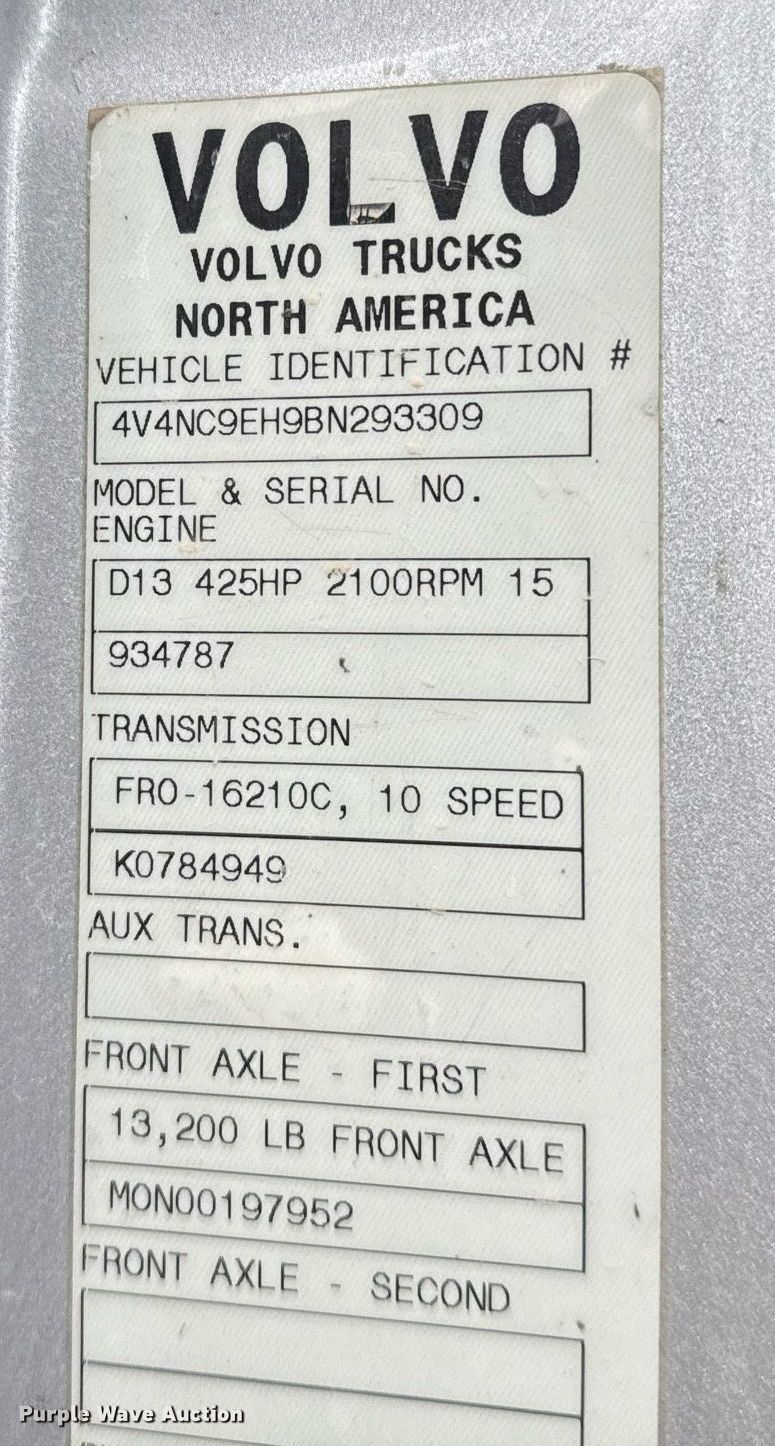 VOLVO
VOLVO TRUCKS
NORTH AMERICA
VEHICLE IDENTIFICATION #
4V4NC9EH9BN293309
MODEL & SERIAL NO.
ENGINE
D13 425HP 2100RPM 15
934787
TRANSMISSION
FRO-16210C, 10 SPEED
K0784949
AUX TRANS.
FRONT AXLE - FIRST
13,200 LB FRONT AXLE
MON00197952
FRONT AXLE - SECOND
Purple Wave Auction